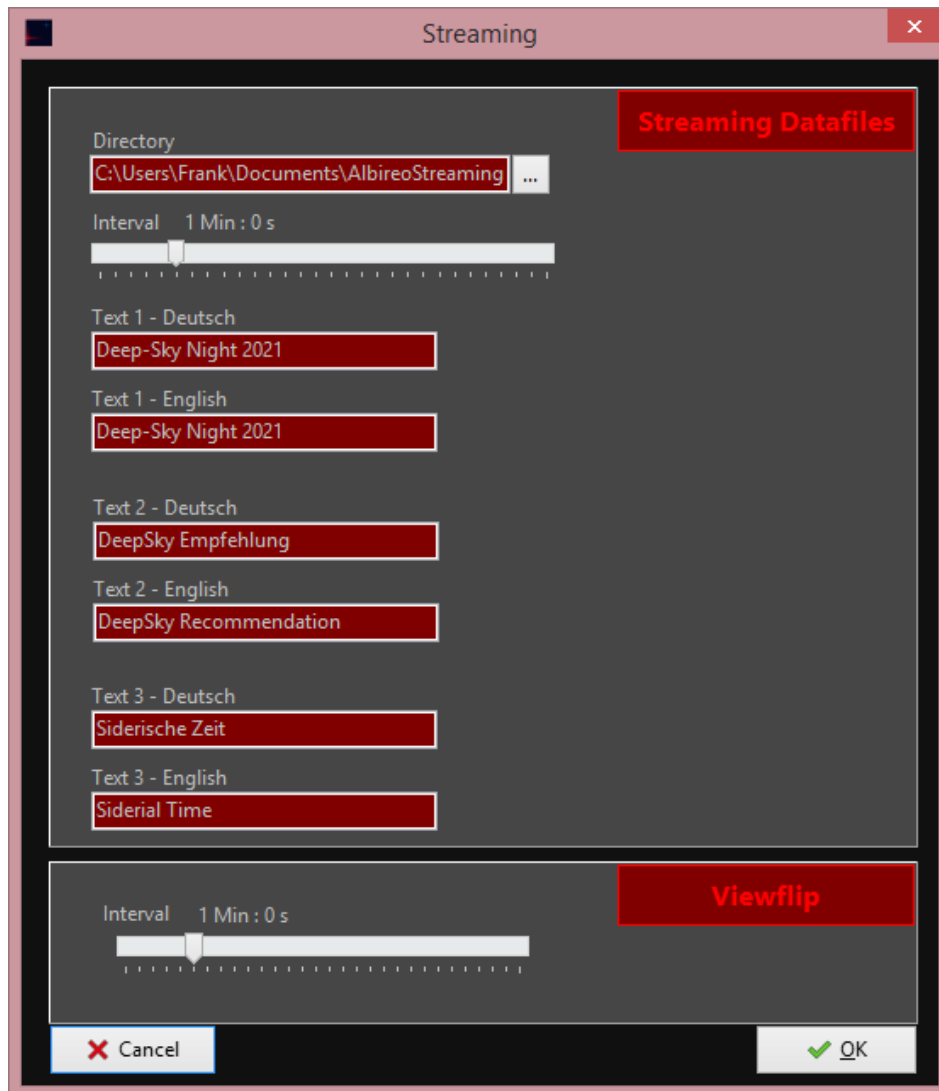 Streaming
Streaming Datafiles
Directory
C:\Users\Frank\Documents\AlbireoStreaming
...
Interval 1 Min : 0 s
Text 1 - Deutsch
Deep-Sky Night 2021
Text 1 - English
Deep-Sky Night 2021
Text 2 - Deutsch
DeepSky Empfehlung
Text 2 - English
DeepSky Recommendation
Text 3 - Deutsch
Siderische Zeit
Text 3 - English
Siderial Time
Viewflip
Interval 1 Min : 0 s
Cancel
OK